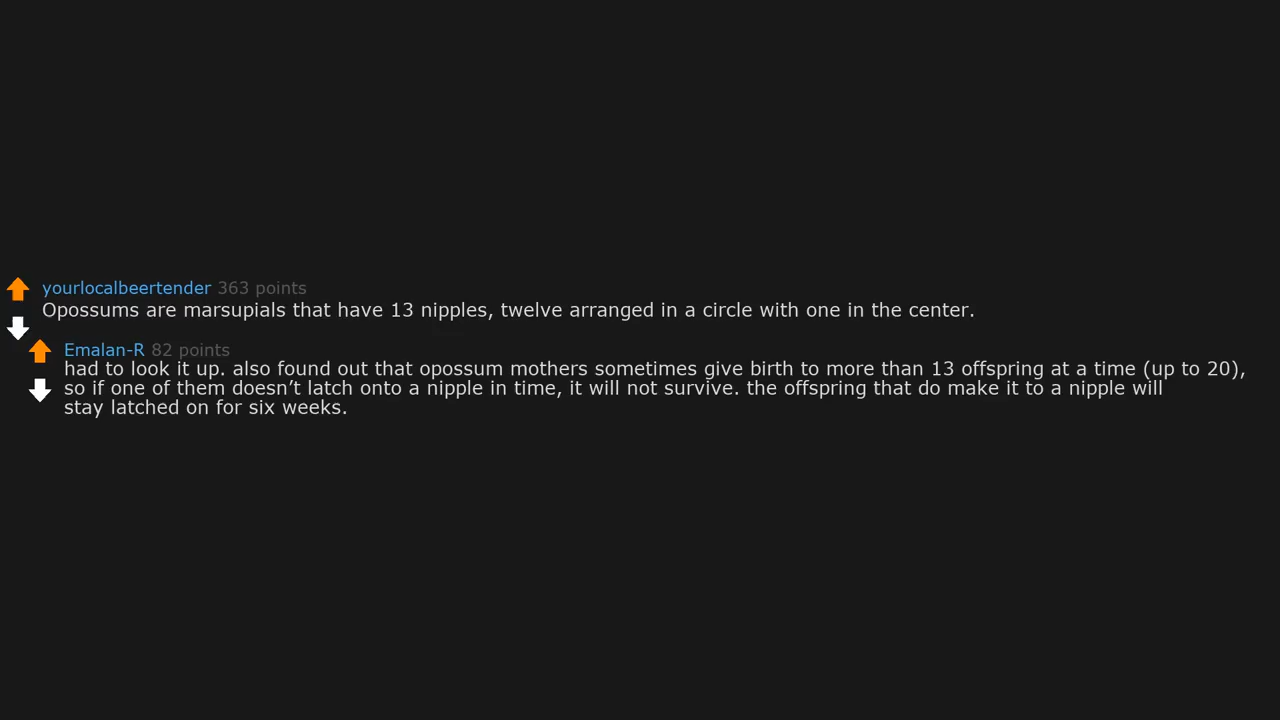 yourlocalbeertender 363 points
Opossums are marsupials that have 13 nipples, twelve arranged in a circle with one in the center.
Emalan-R 82 points
had to look it up. also found out that opossum mothers sometimes give birth to more than 13 offspring at a time (up to 20),
so if one of them doesn’t latch onto a nipple in time, it will not survive. the offspring that do make it to a nipple will
stay latched on for six weeks.